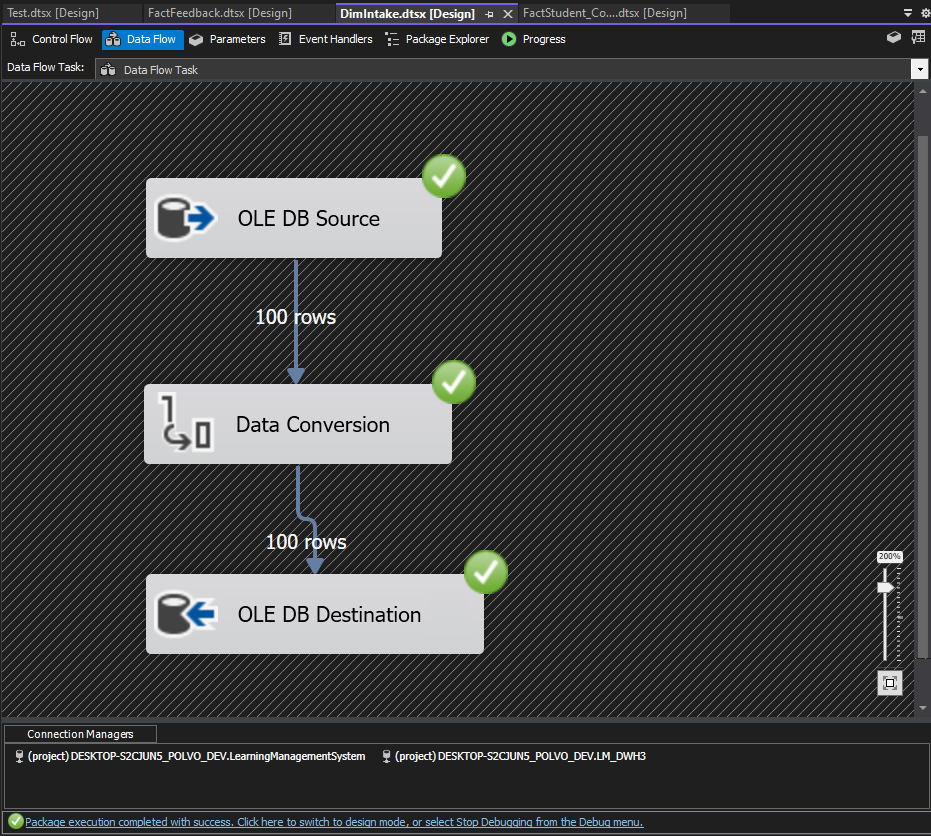 Test.dtsx [Design] FactFeedback.dtsx [Design] DimIntake.dtsx [Design] FactStudent_Co....dtsx [Design]
Control Flow Data Flow Parameters Event Handlers Package Explorer Progress
Data Flow Task: Data Flow Task
OLE DB Source
100 rows
Data Conversion
100 rows
200%
OLE DB Destination
Connection Managers
(project) DESKTOP-S2CJUN5_POLVO_DEV.LearningManagementSystem (project) DESKTOP-S2CJUN5_POLVO_DEV.LM_DWH3
Package execution completed with success. Click here to switch to design mode, or select Stop Debugging from the Debug menu.